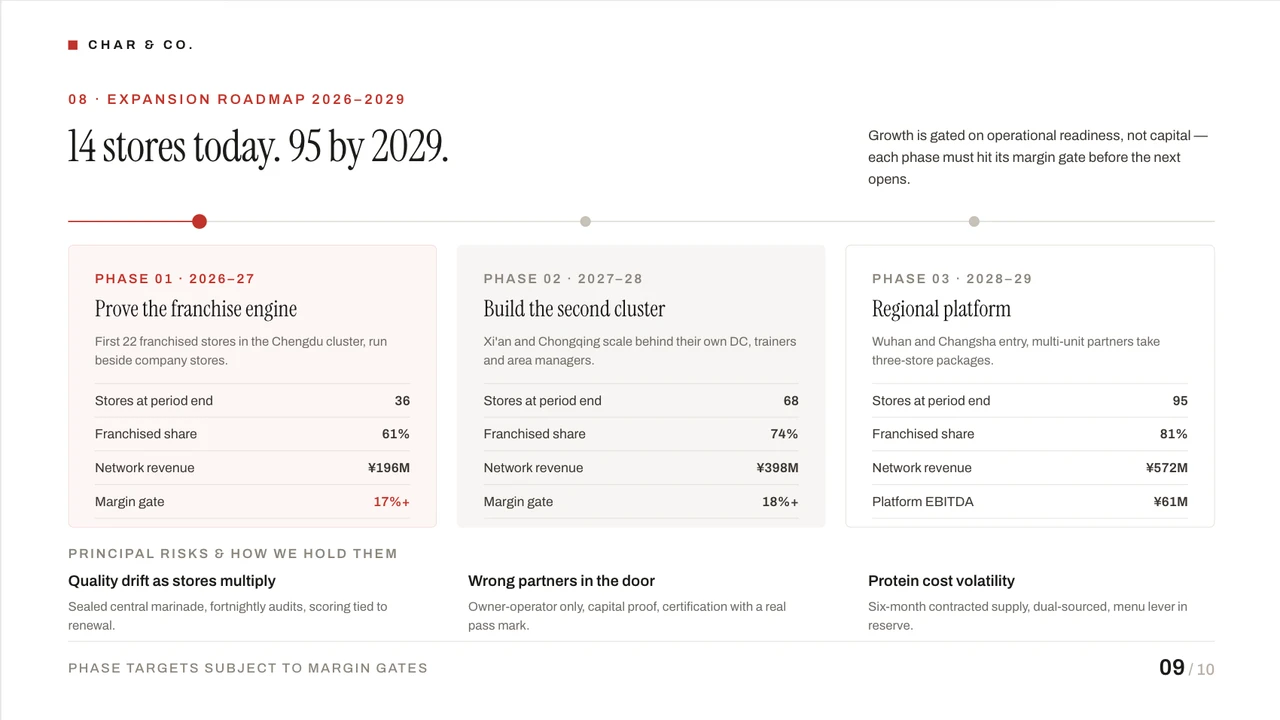 CHAR & CO.
08 · EXPANSION ROADMAP 2026–2029
14 stores today. 95 by 2029.
Growth is gated on operational readiness, not capital —
each phase must hit its margin gate before the next
opens.
PHASE 01 · 2026–27
Prove the franchise engine
First 22 franchised stores in the Chengdu cluster, run
beside company stores.
Stores at period end 36
Franchised share 61%
Network revenue ¥196M
Margin gate 17%+
PHASE 02 · 2027–28
Build the second cluster
Xi'an and Chongqing scale behind their own DC, trainers
and area managers.
Stores at period end 68
Franchised share 74%
Network revenue ¥398M
Margin gate 18%+
PHASE 03 · 2028–29
Regional platform
Wuhan and Changsha entry, multi-unit partners take
three-store packages.
Stores at period end 95
Franchised share 81%
Network revenue ¥572M
Platform EBITDA ¥61M
PRINCIPAL RISKS & HOW WE HOLD THEM
Quality drift as stores multiply
Sealed central marinade, fortnightly audits, scoring tied to
renewal.
Wrong partners in the door
Owner-operator only, capital proof, certification with a real
pass mark.
Protein cost volatility
Six-month contracted supply, dual-sourced, menu lever in
reserve.
PHASE TARGETS SUBJECT TO MARGIN GATES
09 / 10